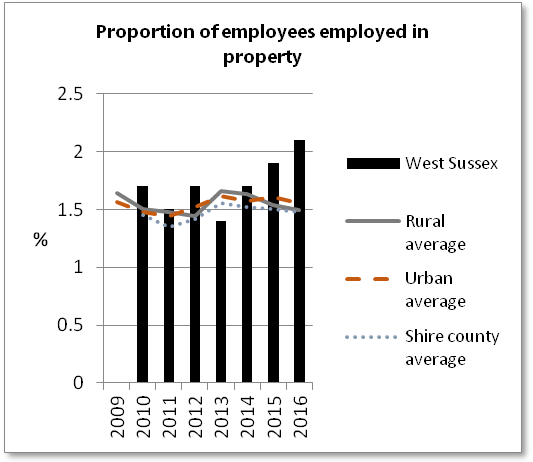 Proportion of employees employed in
property
2.5
2
1.5
1
0.5
0
%
2009
2010
2011
2012
2013
2014
2015
2016
West Sussex
Rural
average
Urban
average
Shire county
average